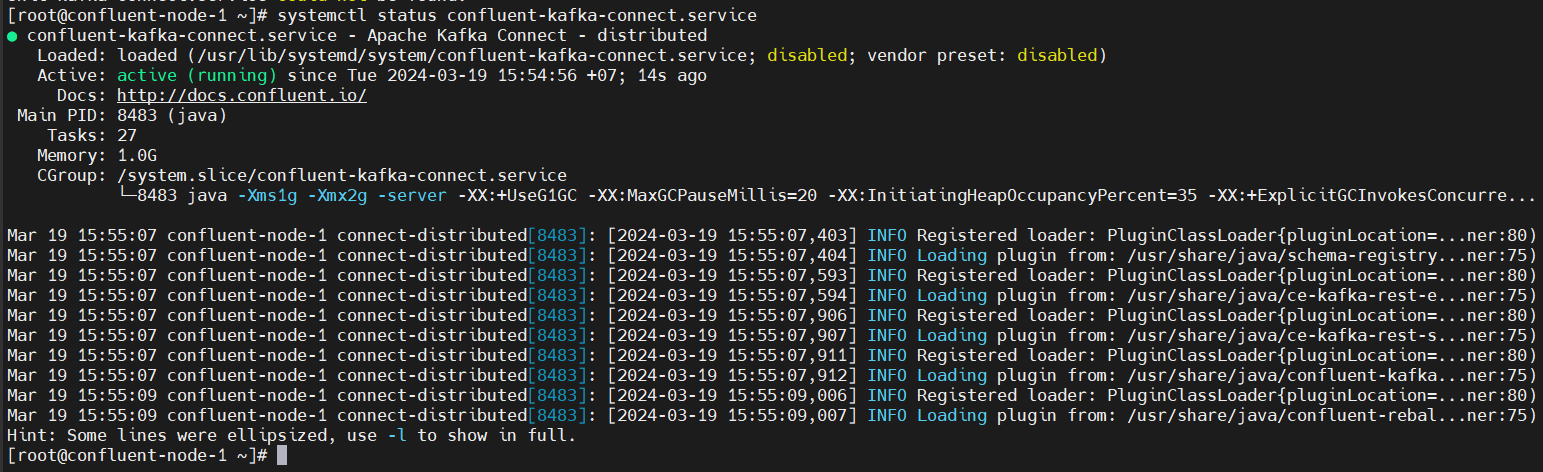 [root@confluent-node-1 ~]# systemctl status confluent-kafka-connect.service
● confluent-kafka-connect.service - Apache Kafka Connect - distributed
   Loaded: loaded (/usr/lib/systemd/system/confluent-kafka-connect.service; disabled; vendor preset: disabled)
   Active: active (running) since Tue 2024-03-19 15:54:56 +07; 14s ago
     Docs: http://docs.confluent.io/
 Main PID: 8483 (java)
    Tasks: 27
   Memory: 1.0G
   CGroup: /system.slice/confluent-kafka-connect.service
           └─8483 java -Xms1g -Xmx2g -server -XX:+UseG1GC -XX:MaxGCPauseMillis=20 -XX:InitiatingHeapOccupancyPercent=35 -XX:+ExplicitGCInvokesConcurre...
Mar 19 15:55:07 confluent-node-1 connect-distributed[8483]: [2024-03-19 15:55:07,403] INFO Registered loader: PluginClassLoader{pluginLocation=...ner:80)
Mar 19 15:55:07 confluent-node-1 connect-distributed[8483]: [2024-03-19 15:55:07,404] INFO Loading plugin from: /usr/share/java/schema-registry...ner:75)
Mar 19 15:55:07 confluent-node-1 connect-distributed[8483]: [2024-03-19 15:55:07,593] INFO Registered loader: PluginClassLoader{pluginLocation=...ner:80)
Mar 19 15:55:07 confluent-node-1 connect-distributed[8483]: [2024-03-19 15:55:07,594] INFO Loading plugin from: /usr/share/java/ce-kafka-rest-e...ner:75)
Mar 19 15:55:07 confluent-node-1 connect-distributed[8483]: [2024-03-19 15:55:07,906] INFO Registered loader: PluginClassLoader{pluginLocation=...ner:80)
Mar 19 15:55:07 confluent-node-1 connect-distributed[8483]: [2024-03-19 15:55:07,907] INFO Loading plugin from: /usr/share/java/ce-kafka-rest-s...ner:75)
Mar 19 15:55:07 confluent-node-1 connect-distributed[8483]: [2024-03-19 15:55:07,911] INFO Registered loader: PluginClassLoader{pluginLocation=...ner:80)
Mar 19 15:55:07 confluent-node-1 connect-distributed[8483]: [2024-03-19 15:55:07,912] INFO Loading plugin from: /usr/share/java/confluent-kafka...ner:75)
Mar 19 15:55:09 confluent-node-1 connect-distributed[8483]: [2024-03-19 15:55:09,006] INFO Registered loader: PluginClassLoader{pluginLocation=...ner:80)
Mar 19 15:55:09 confluent-node-1 connect-distributed[8483]: [2024-03-19 15:55:09,007] INFO Loading plugin from: /usr/share/java/confluent-rebal...ner:75)
Hint: Some lines were ellipsized, use -l to show in full.
[root@confluent-node-1 ~]#